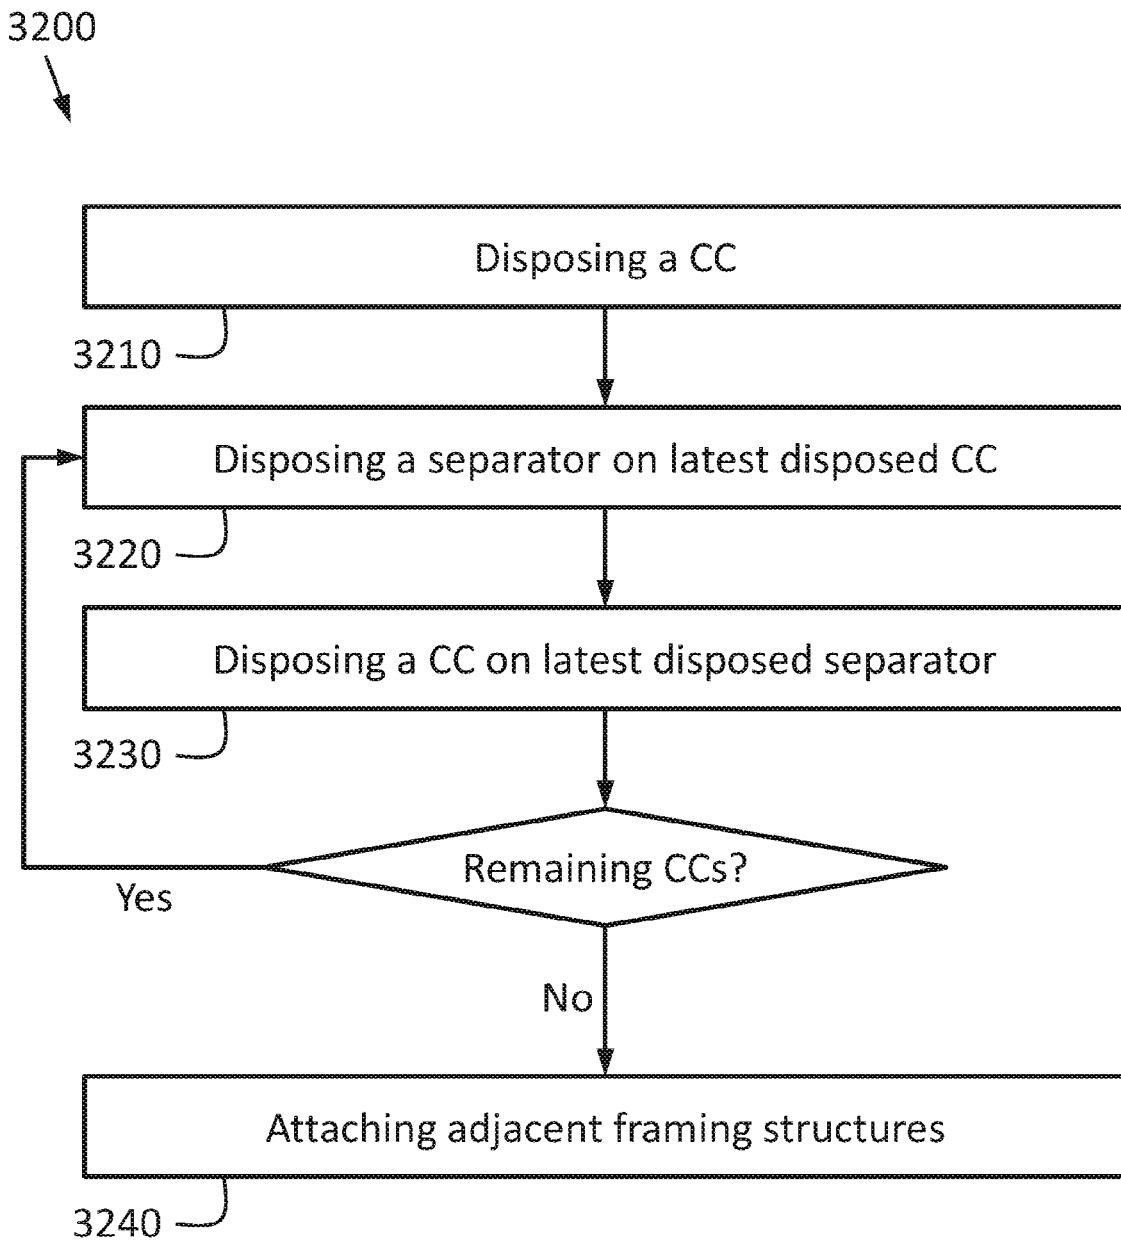 3200
Disposing a CC
3210
Disposing a separator on latest disposed CC
3220
Disposing a CC on latest disposed separator
3230
Remaining CCs?
Yes
No
Attaching adjacent framing structures
3240